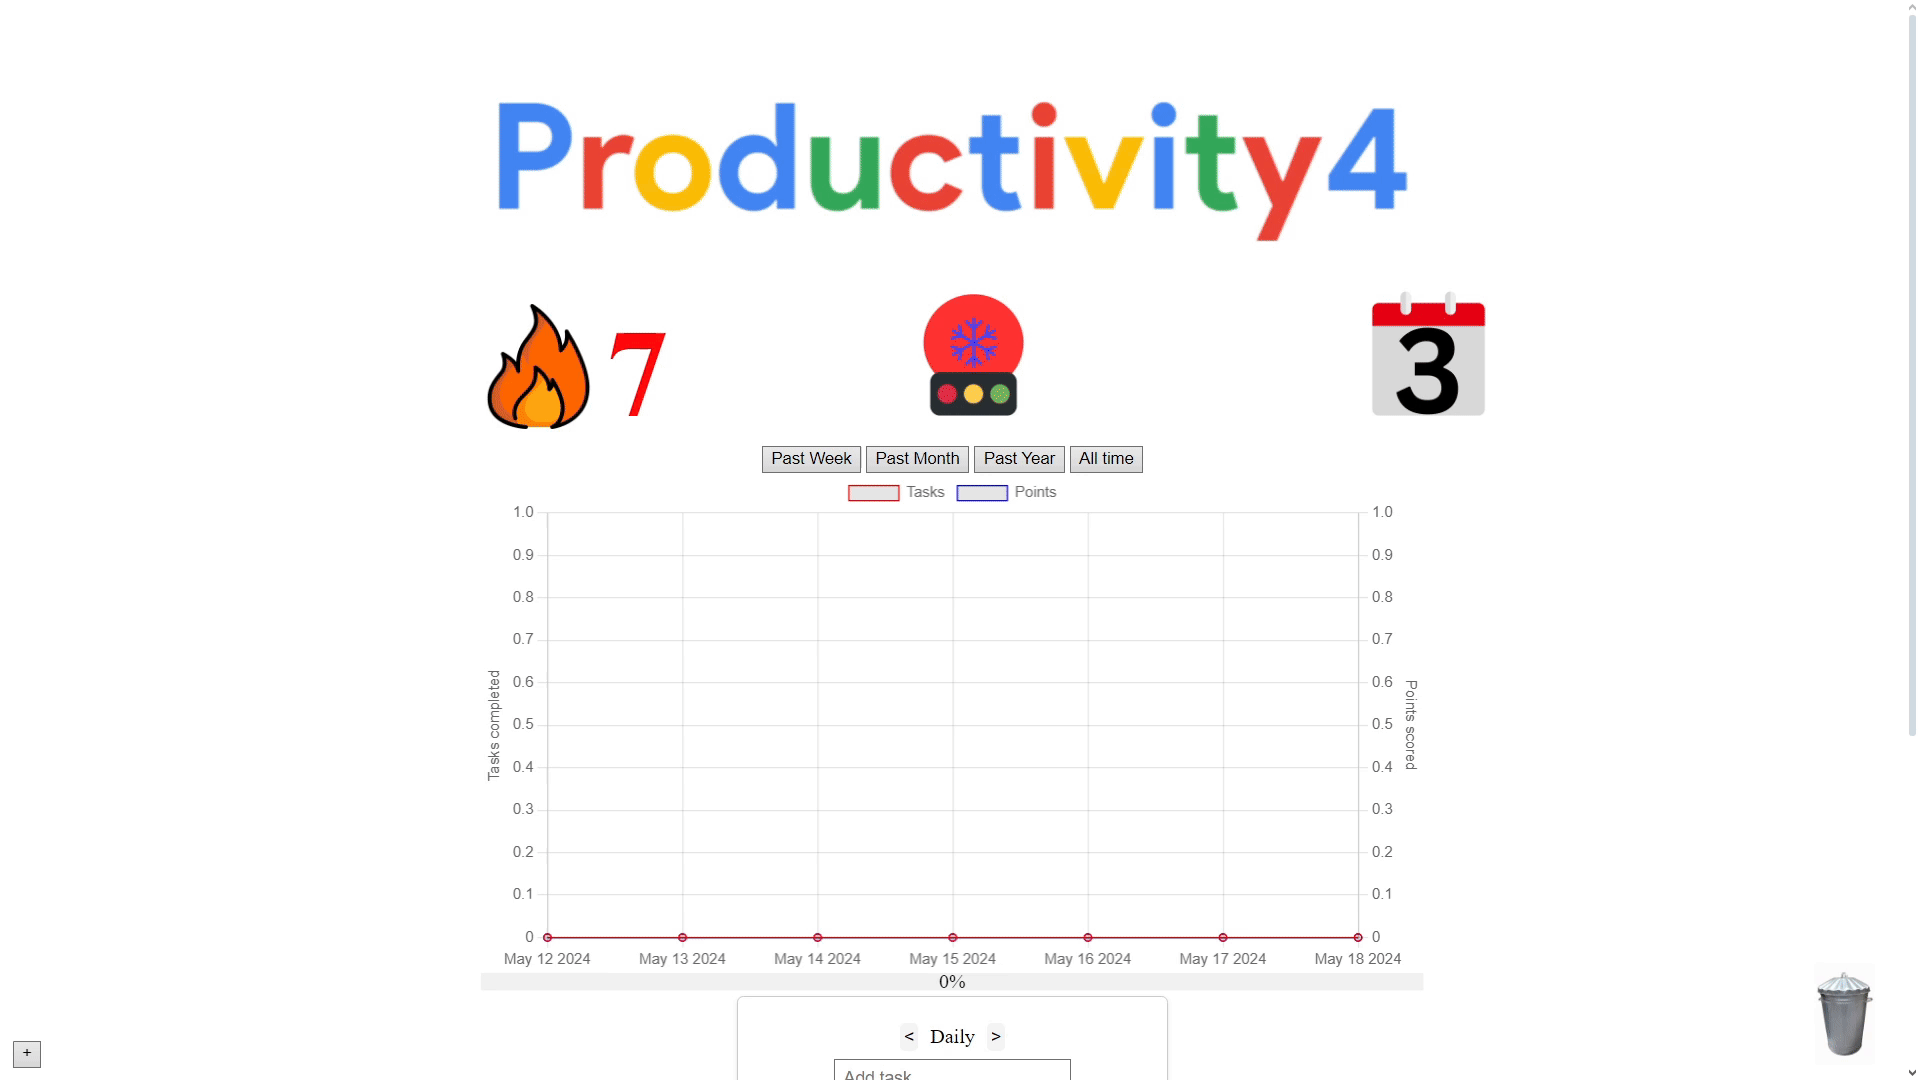 Productivity4
7
3
Past Week Past Month Past Year All time
Tasks Points
1.0 1.0
0.9 0.9
0.8 0.8
0.7 0.7
0.6 0.6
0.5 0.5
0.4 0.4
0.3 0.3
0.2 0.2
0.1 0.1
0 0
Tasks completed
Points scored
May 12 2024 May 13 2024 May 14 2024 May 15 2024 May 16 2024 May 17 2024 May 18 2024
0%
< Daily >
Add task
+